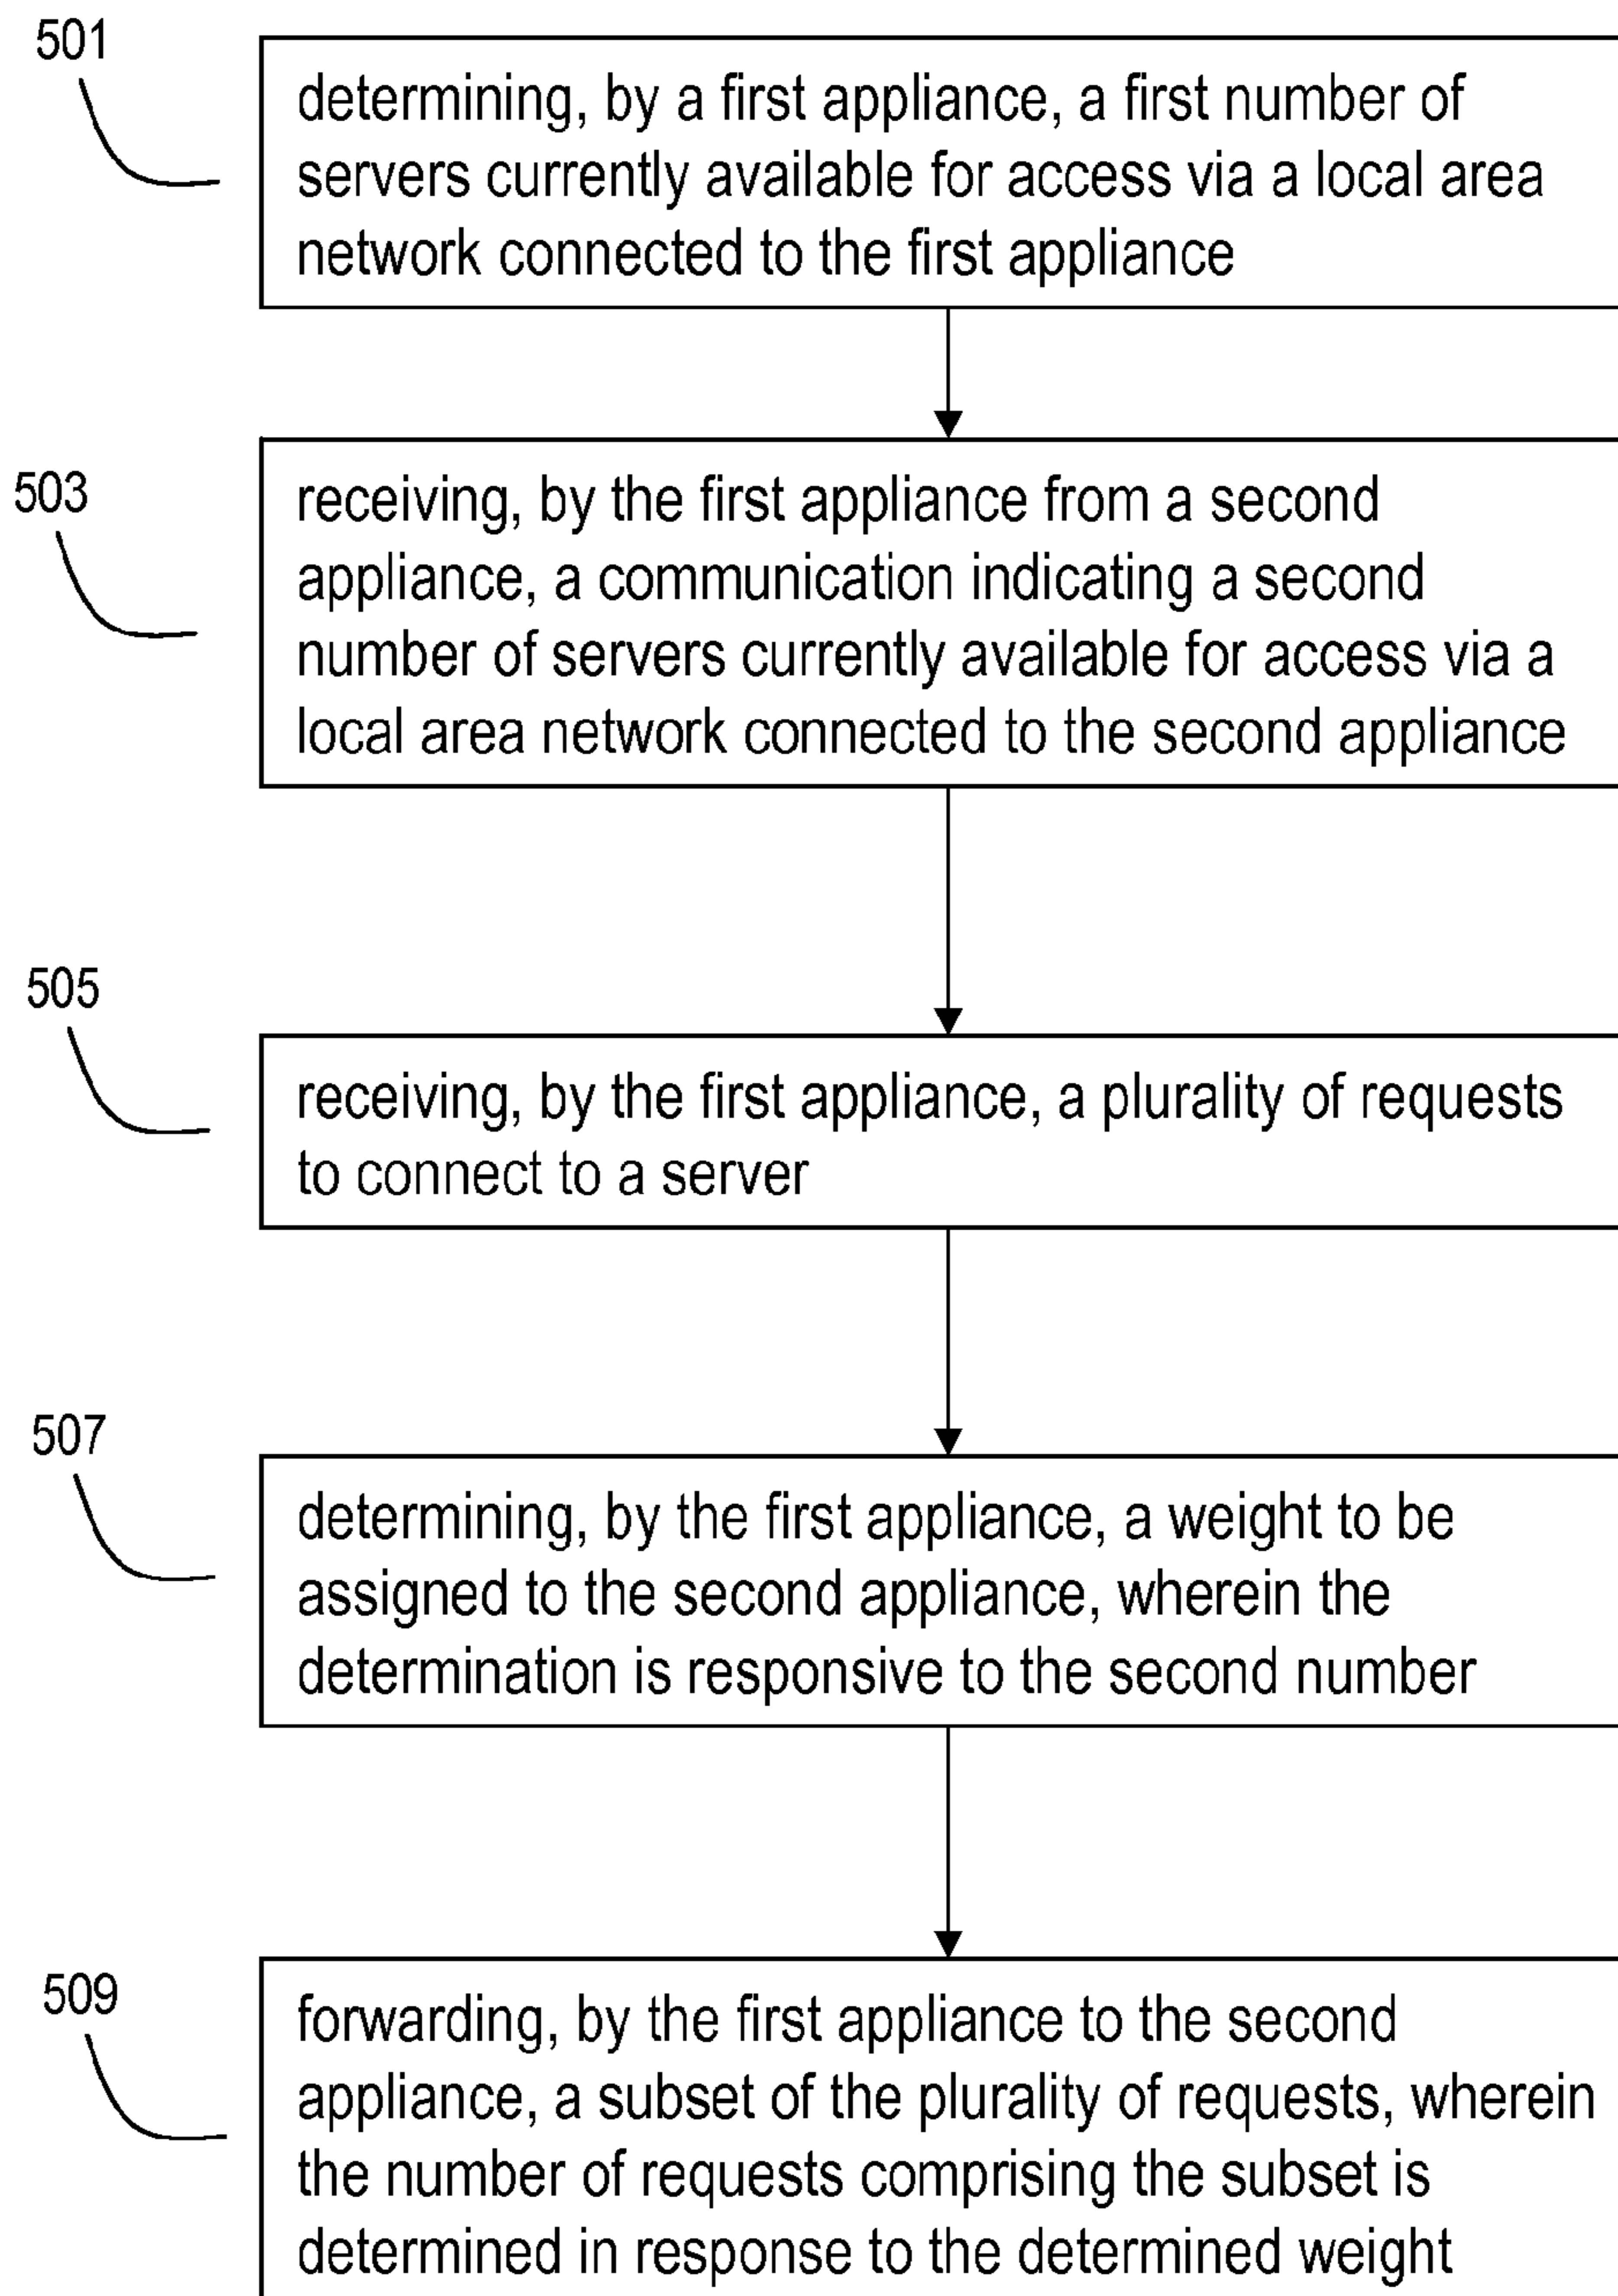 501
determining, by a first appliance, a first number of
servers currently available for access via a local area
network connected to the first appliance
503
receiving, by the first appliance from a second
appliance, a communication indicating a second
number of servers currently available for access via a
local area network connected to the second appliance
505
receiving, by the first appliance, a plurality of requests
to connect to a server
507
determining, by the first appliance, a weight to be
assigned to the second appliance, wherein the
determination is responsive to the second number
509
forwarding, by the first appliance to the second
appliance, a subset of the plurality of requests, wherein
the number of requests comprising the subset is
determined in response to the determined weight